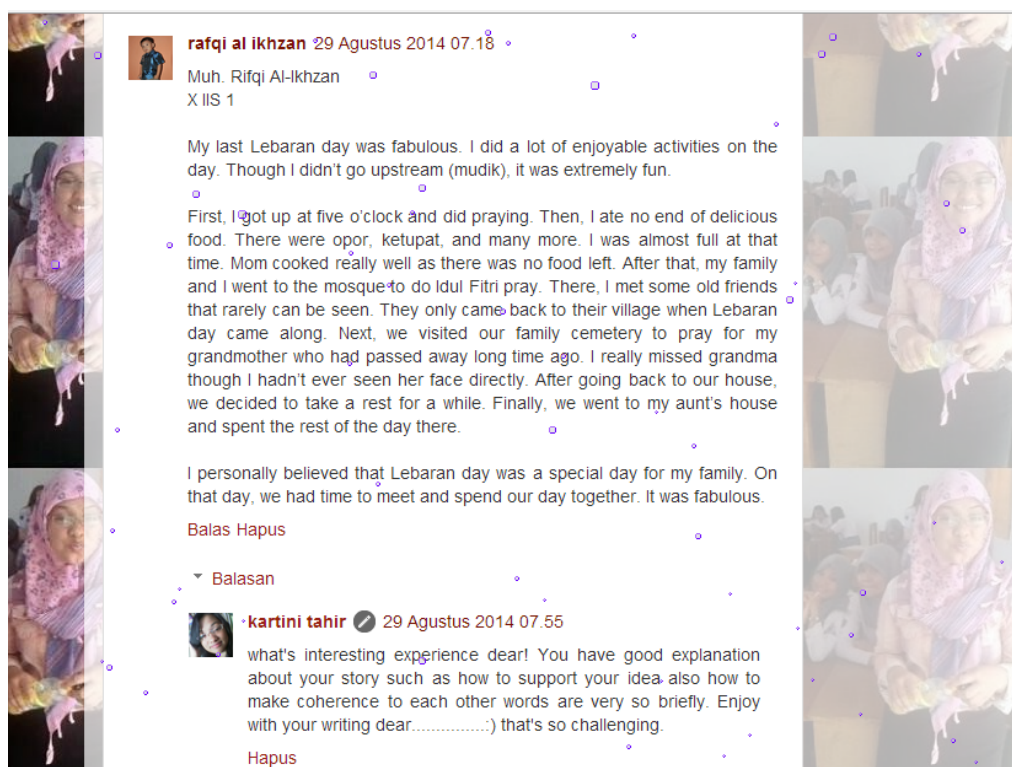 rafqi al ikhzan 29 Agustus 2014 07.18
Muh. Rifqi Al-Ikhzan
X IIS 1
My last Lebaran day was fabulous. I did a lot of enjoyable activities on the
day. Though I didn't go upstream (mudik), it was extremely fun.
First, I got up at five o'clock and did praying. Then, I ate no end of delicious
food. There were opor, ketupat, and many more. I was almost full at that
time. Mom cooked really well as there was no food left. After that, my family
and I went to the mosque to do Idul Fitri pray. There, I met some old friends
that rarely can be seen. They only came back to their village when Lebaran
day came along. Next, we visited our family cemetery to pray for my
grandmother who had passed away long time ago. I really missed grandma
though I hadn't ever seen her face directly. After going back to our house,
we decided to take a rest for a while. Finally, we went to my aunt's house
and spent the rest of the day there.
I personally believed that Lebaran day was a special day for my family. On
that day, we had time to meet and spend our day together. It was fabulous.
Balas Hapus
Balasan
kartini tahir 29 Agustus 2014 07.55
what's interesting experience dear! You have good explanation
about your story such as how to support your idea also how to
make coherence to each other words are very so briefly. Enjoy
with your writing dear...............:) that's so challenging.
Hapus